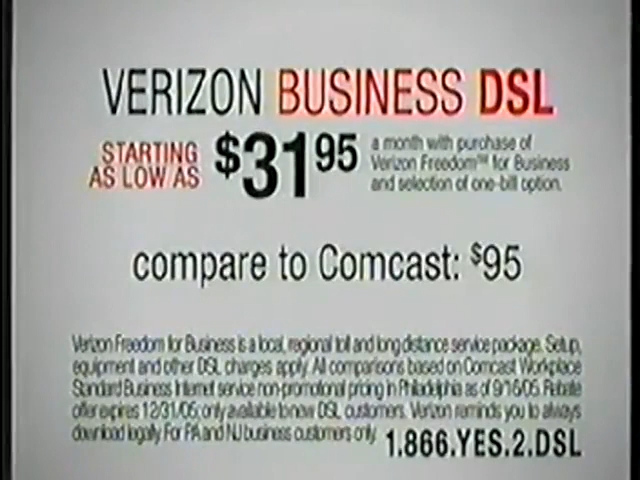 VERIZON BUSINESS DSL
STARTING
AS LOW AS
$31 95
a month with purchase of
Verizon Freedom™ for Business
and selection of one-bill option.
compare to Comcast: $95
Verizon Freedom for Business is a local, regional toll and long distance service package. Setup,
equipment and other DSL charges apply. All comparisons based on Comcast Workplace
Standard Business Internet service non-promotional pricing in Philadelphia as of 9/16/05. Rebate
offer expires 12/31/05; only available to new DSL customers. Verizon reminds you to always
download legally. For PA and NJ business customers only.
1.866.YES.2.DSL